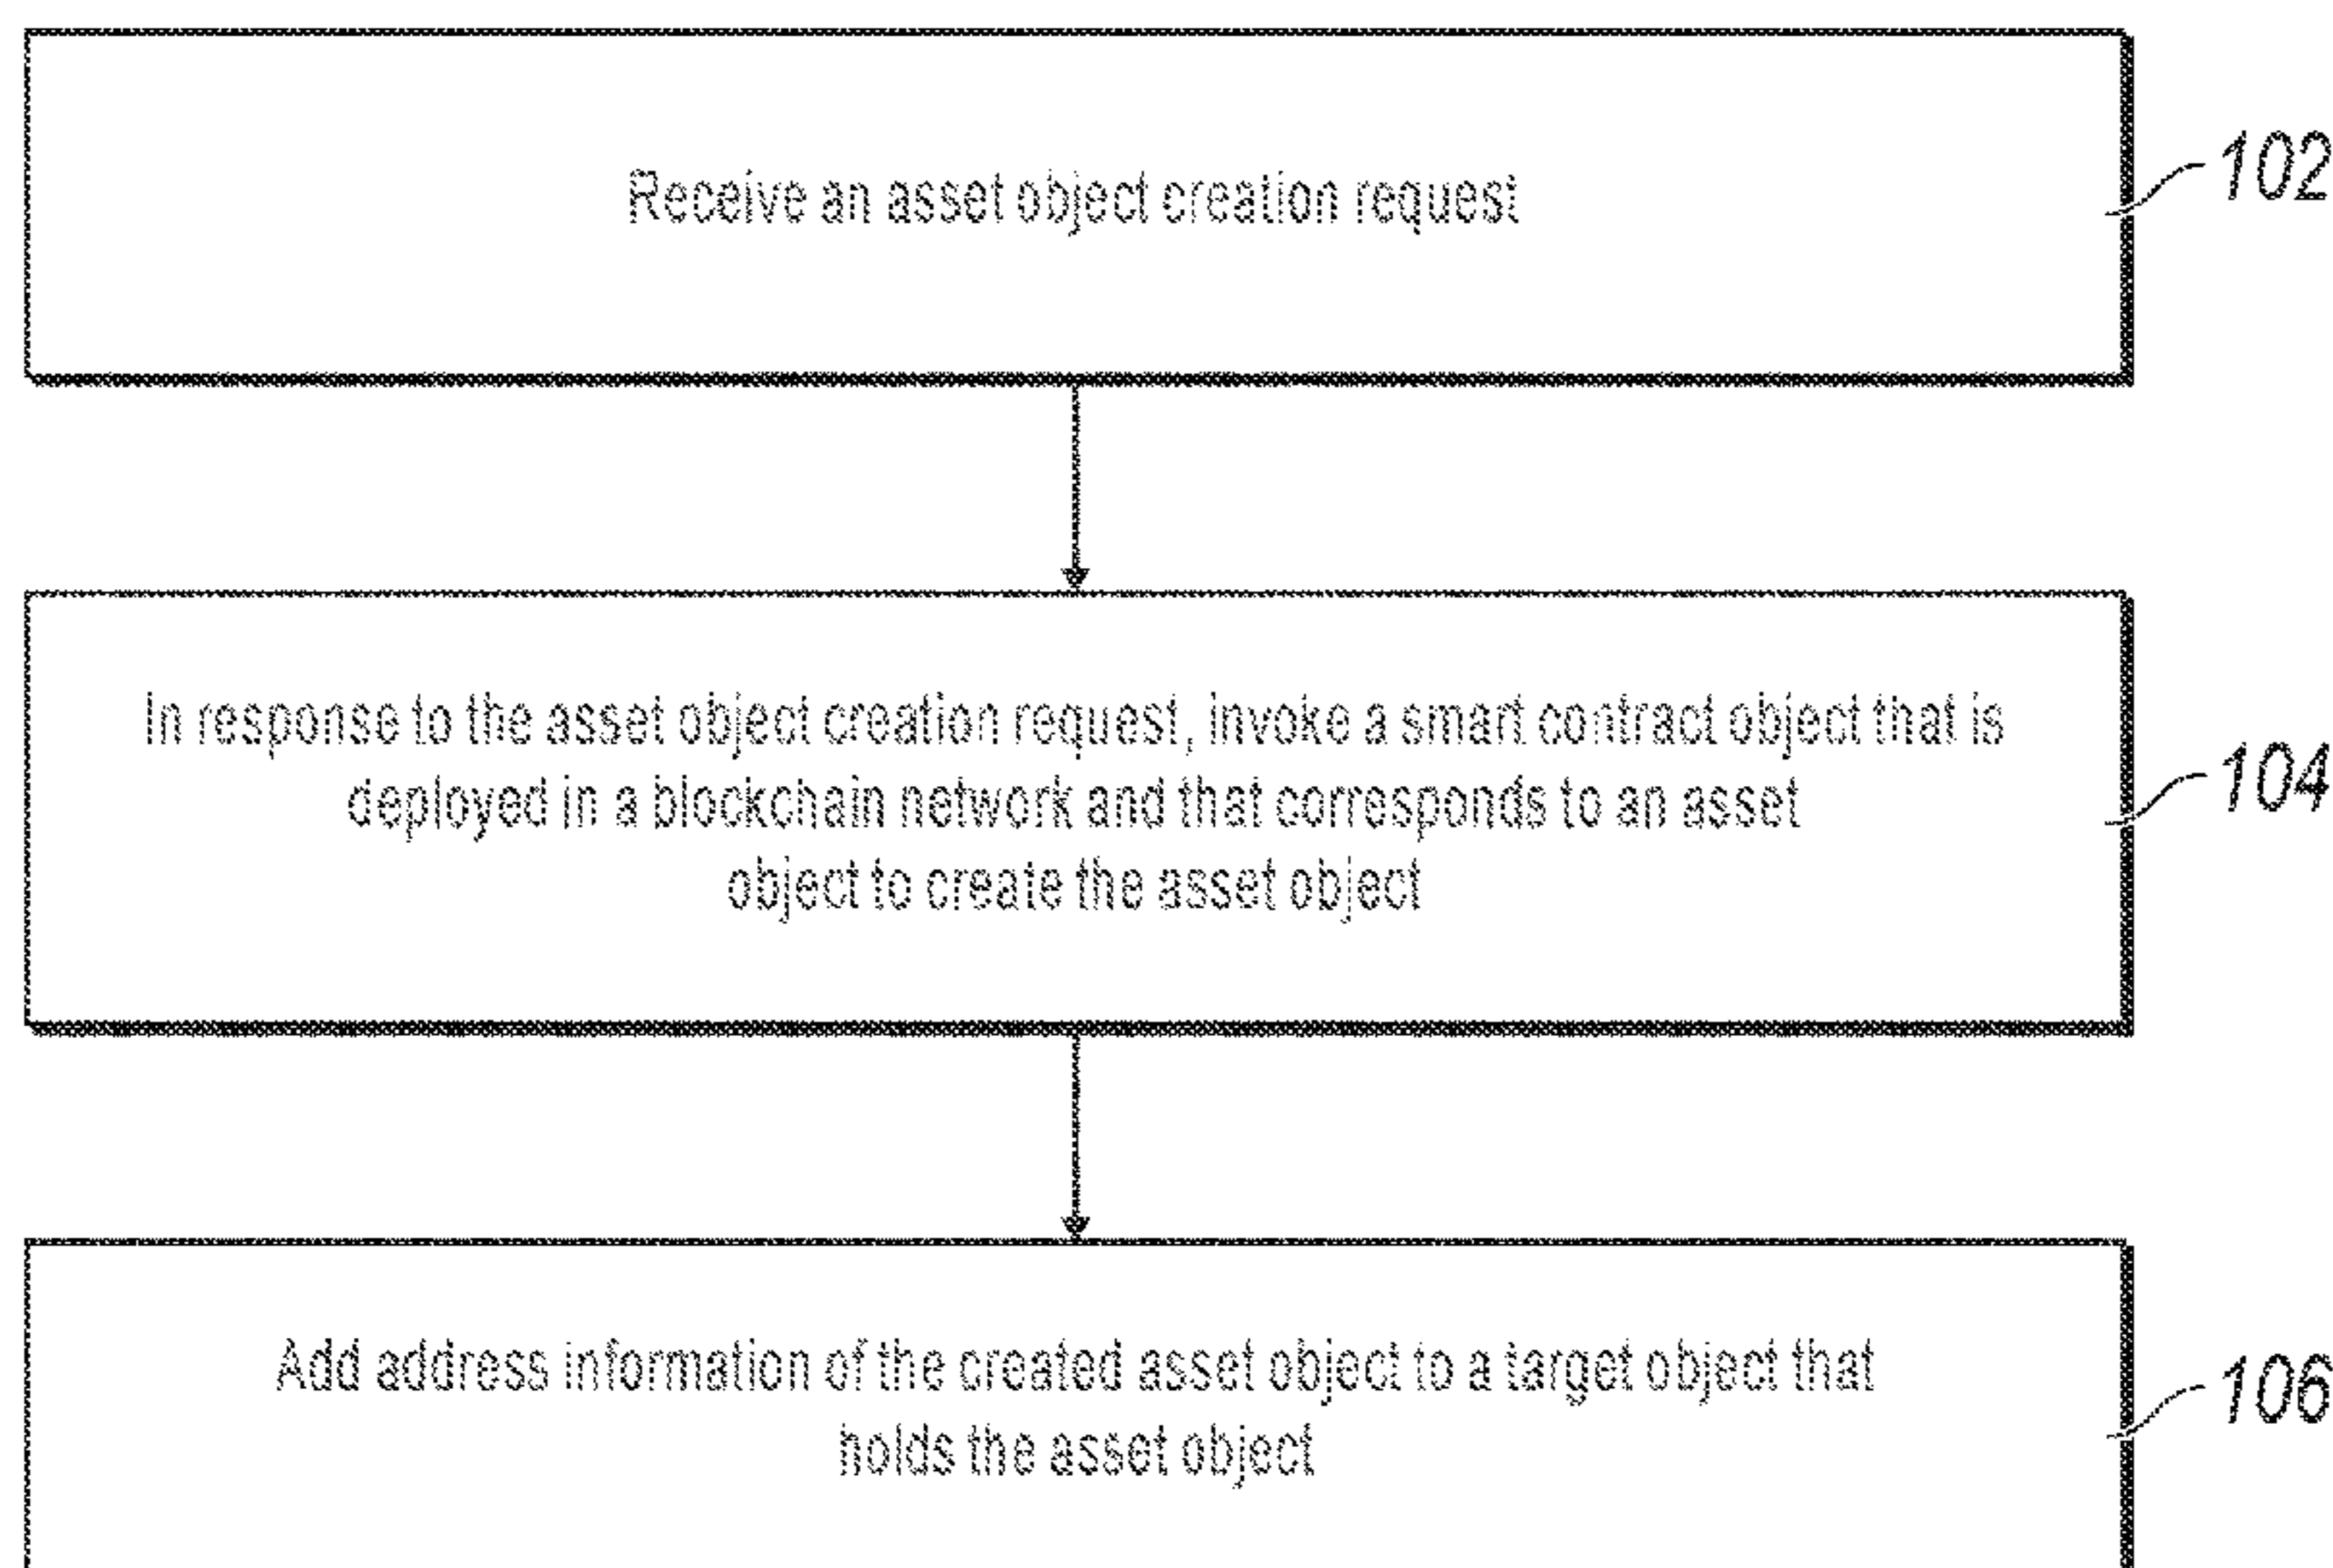 Receive an asset object creation request
102
In response to the asset object creation request, invoke a smart contract object that is
deployed in a blockchain network and that corresponds to an asset
object to create the asset object
104
Add address information of the created asset object to a target object that
holds the asset object
106